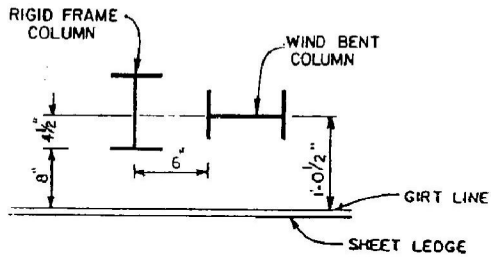 RIGID FRAME
COLUMN
WIND BENT
COLUMN
4½"
6"
8"
1'-0½"
GIRT LINE
SHEET LEDGE